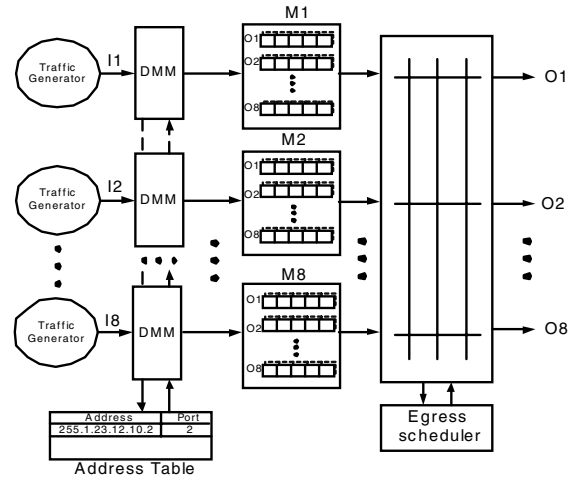 M1
Traffic
Generator
I1
DMM
O1
O2
O8
O1
M2
Traffic
Generator
I2
DMM
O1
O2
O8
O2
M8
Traffic
Generator
I8
DMM
O1
O2
O8
O8
Address Port
255.1.23.12.10.2 2
Address Table
Egress
scheduler